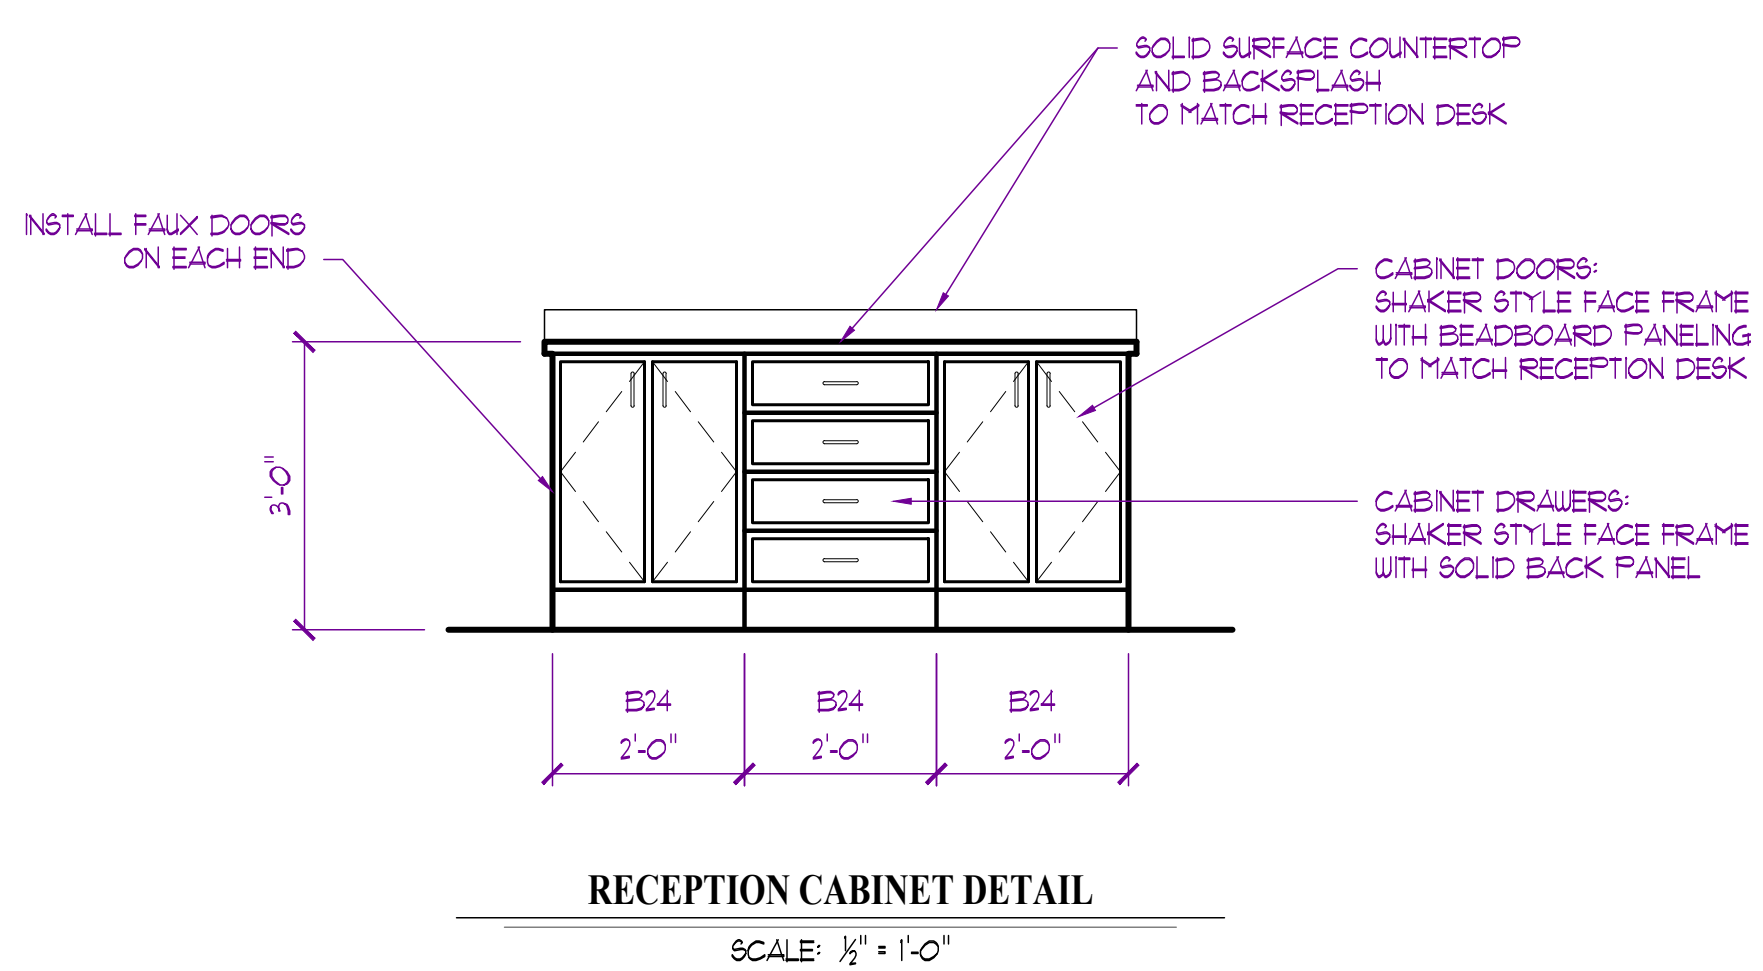 SOLID SURFACE COUNTERTOP
AND BACKSPLASH
TO MATCH RECEPTION DESK
INSTALL FAUX DOORS
ON EACH END
CABINET DOORS:
SHAKER STYLE FACE FRAME
WITH BEADBOARD PANELING
TO MATCH RECEPTION DESK
3'-0"
CABINET DRAWERS:
SHAKER STYLE FACE FRAME
WITH SOLID BACK PANEL
B24 B24 B24
2'-0" 2'-0" 2'-0"
RECEPTION CABINET DETAIL
SCALE: ½" = 1'-0"